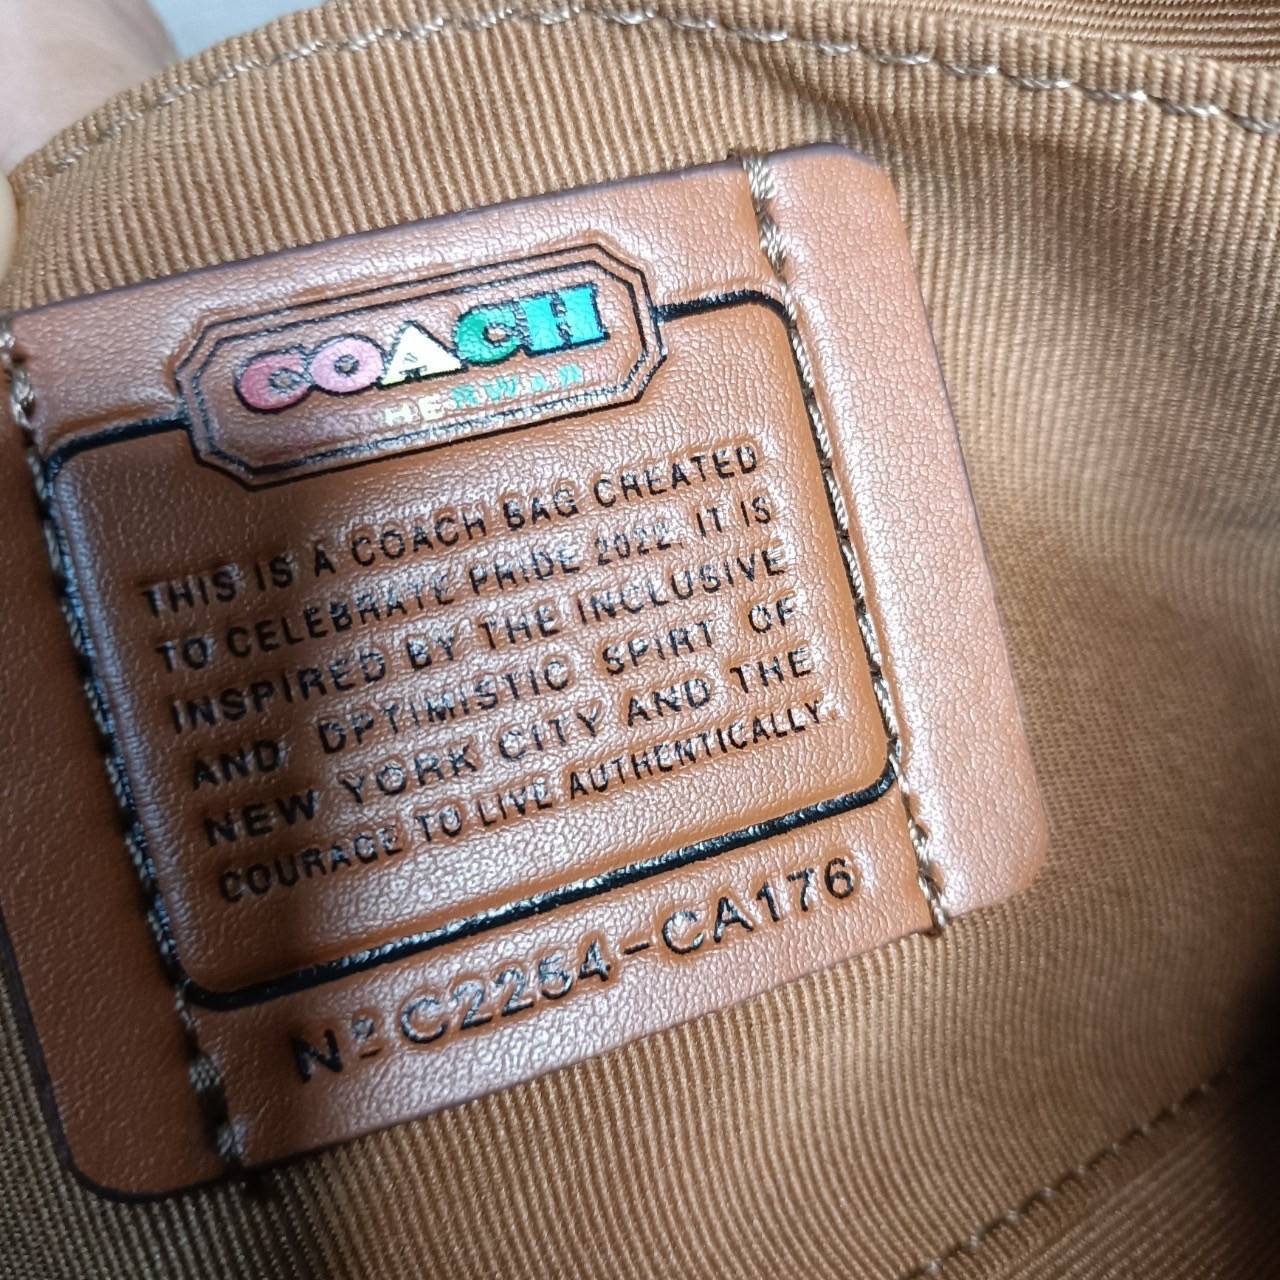 COACH
THIS IS A COACH BAG CREATED
TO CELEBRATE PRIDE 2022. IT IS
INSPIRED BY THE INCLUSIVE
AND OPTIMISTIC SPIRT OF
NEW YORK CITY AND THE
COURAGE TO LIVE AUTHENTICALLY.
Nº C2254-CA176